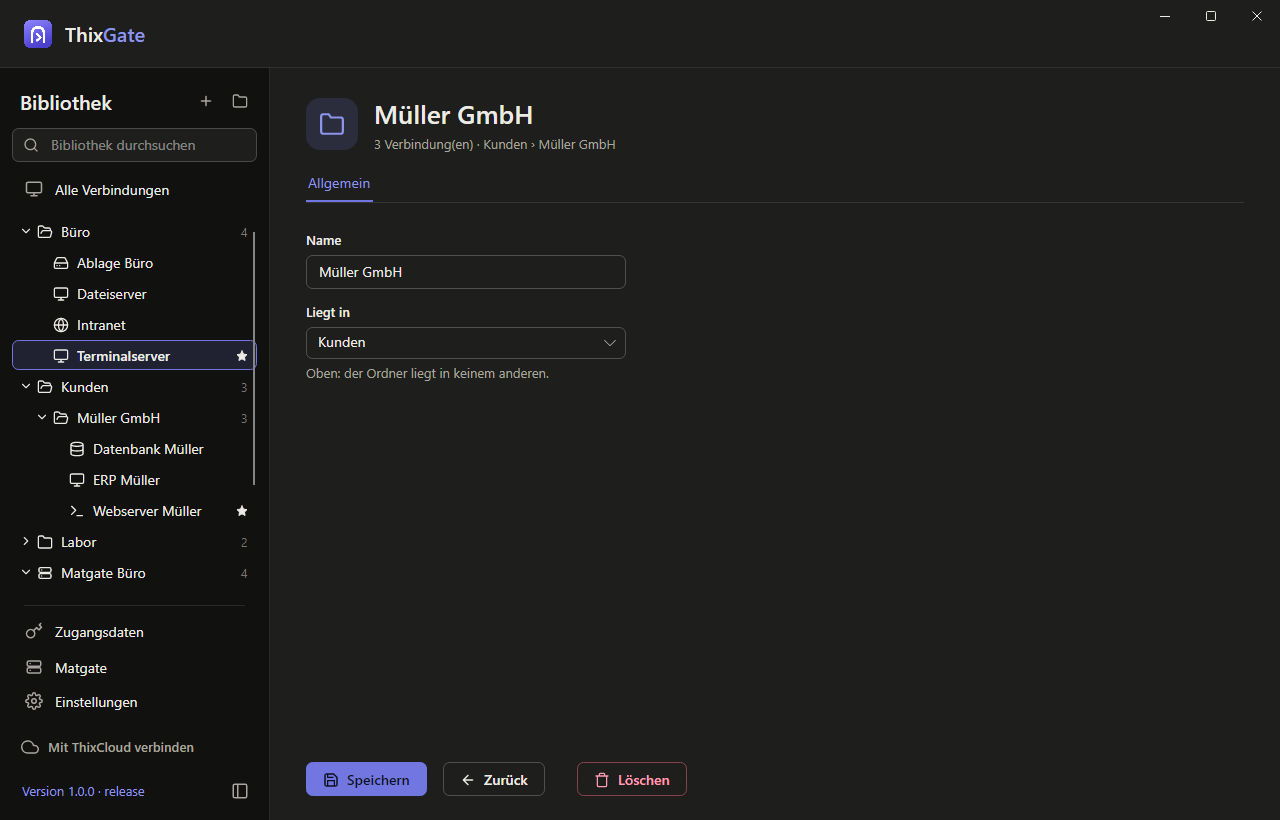 ThixGate
Bibliothek
Bibliothek durchsuchen
Alle Verbindungen
Büro 4
Ablage Büro
Dateiserver
Intranet
Terminalserver
Kunden 3
Müller GmbH 3
Datenbank Müller
ERP Müller
Webserver Müller
Labor 2
Matgate Büro 4
Zugangsdaten
Matgate
Einstellungen
Mit ThixCloud verbinden
Version 1.0.0 · release
Müller GmbH
3 Verbindung(en) · Kunden › Müller GmbH
Allgemein
Name
Müller GmbH
Liegt in
Kunden
Oben: der Ordner liegt in keinem anderen.
Speichern
Zurück
Löschen